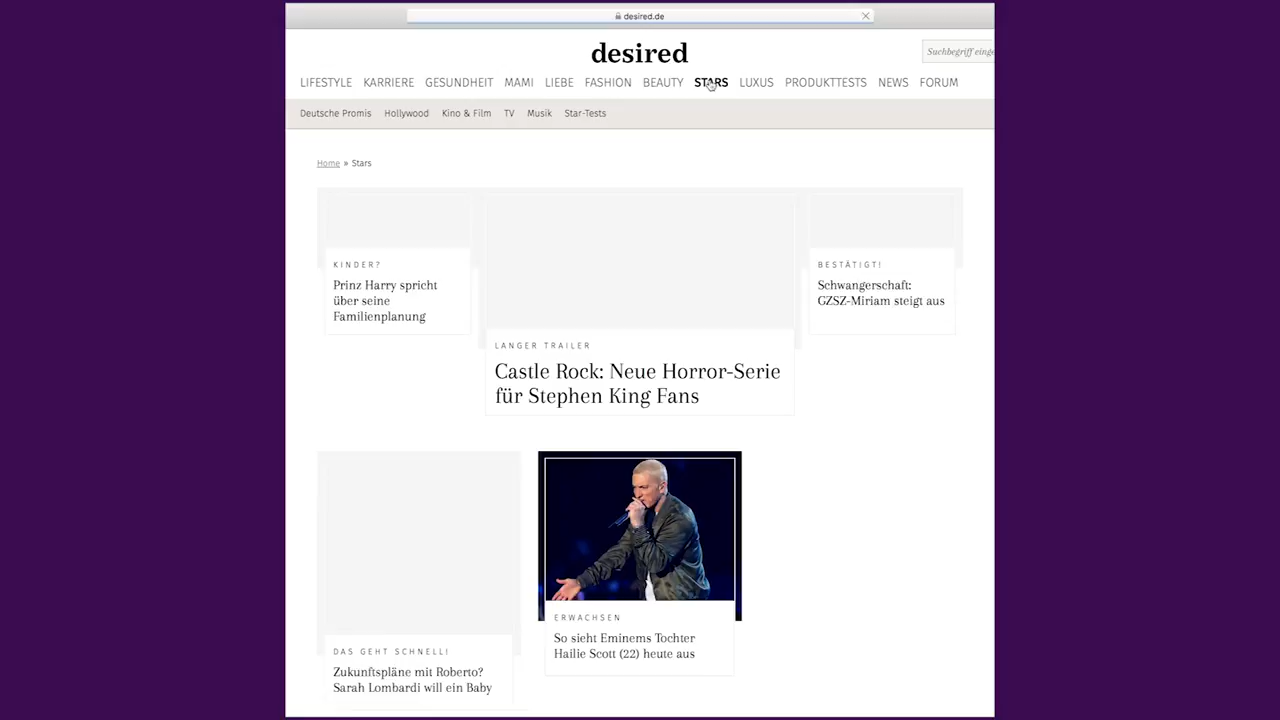 desired.de
desired
Suchbegriff einge
LIFESTYLE KARRIERE GESUNDHEIT MAMI LIEBE FASHION BEAUTY STARS LUXUS PRODUKTTESTS NEWS FORUM
Deutsche Promis Hollywood Kino & Film TV Musik Star-Tests
Home » Stars
KINDER?
Prinz Harry spricht
über seine
Familienplanung
LANGER TRAILER
Castle Rock: Neue Horror-Serie
für Stephen King Fans
BESTÄTIGT!
Schwangerschaft:
GZSZ-Miriam steigt aus
DAS GEHT SCHNELL!
Zukunftspläne mit Roberto?
Sarah Lombardi will ein Baby
ERWACHSEN
So sieht Eminems Tochter
Hailie Scott (22) heute aus